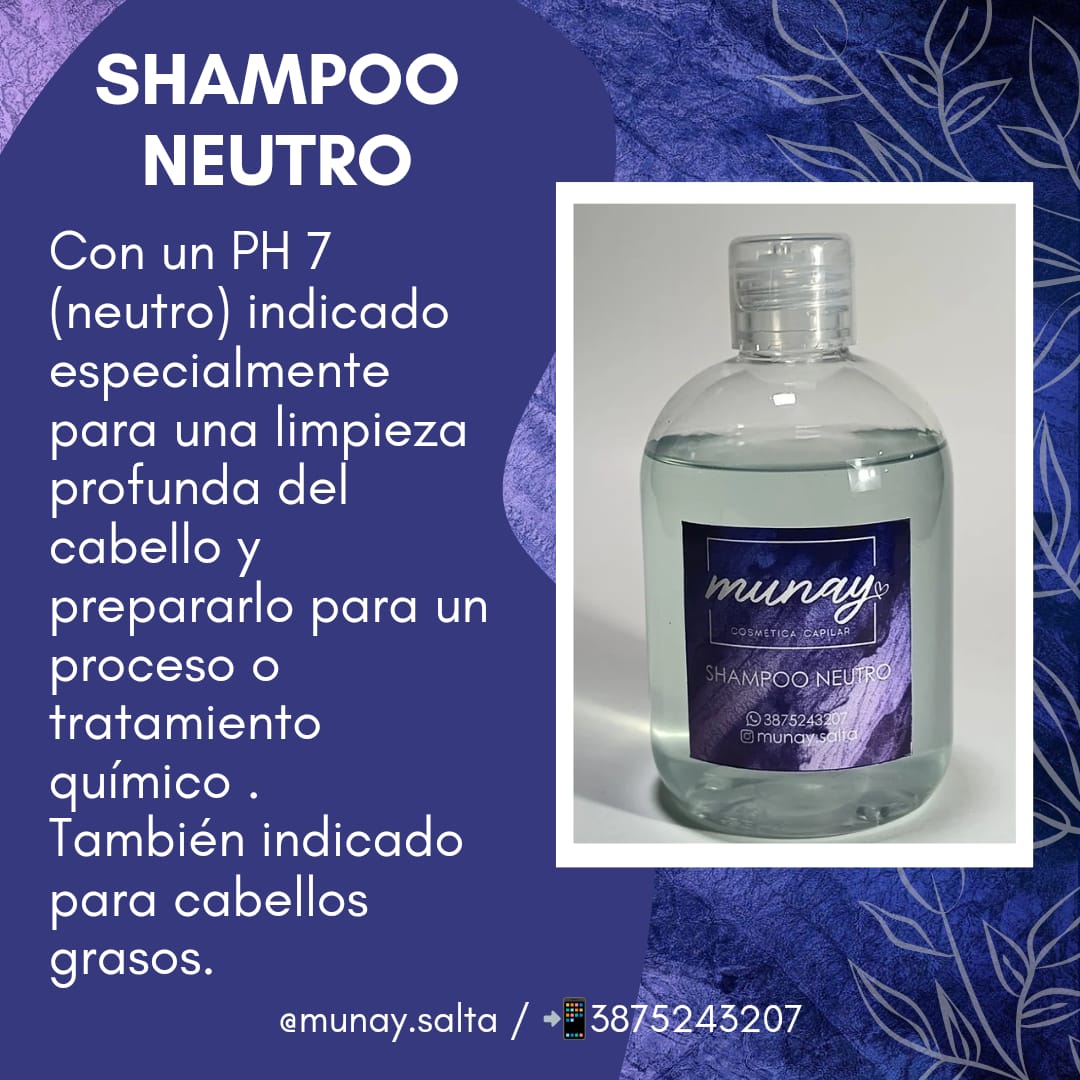 SHAMPOO
NEUTRO
Con un PH 7
(neutro) indicado
especialmente
para una limpieza
profunda del
cabello y
prepararlo para un
proceso o
tratamiento
químico .
También indicado
para cabellos
grasos.
munay
COSMÉTICA CAPILAR
SHAMPOO NEUTRO
3875243207
munay.salta
@munay.salta / 3875243207